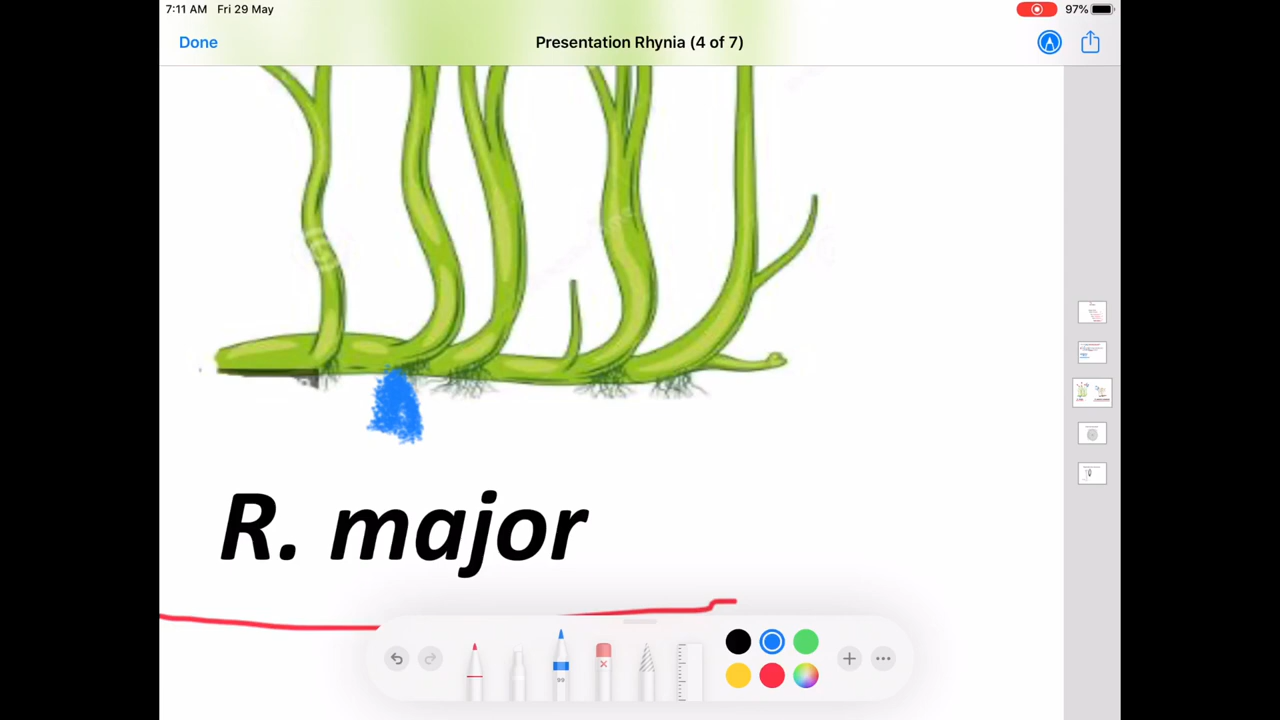 7:11 AM Fri 29 May
97%
Done
Presentation Rhynia (4 of 7)
R. major